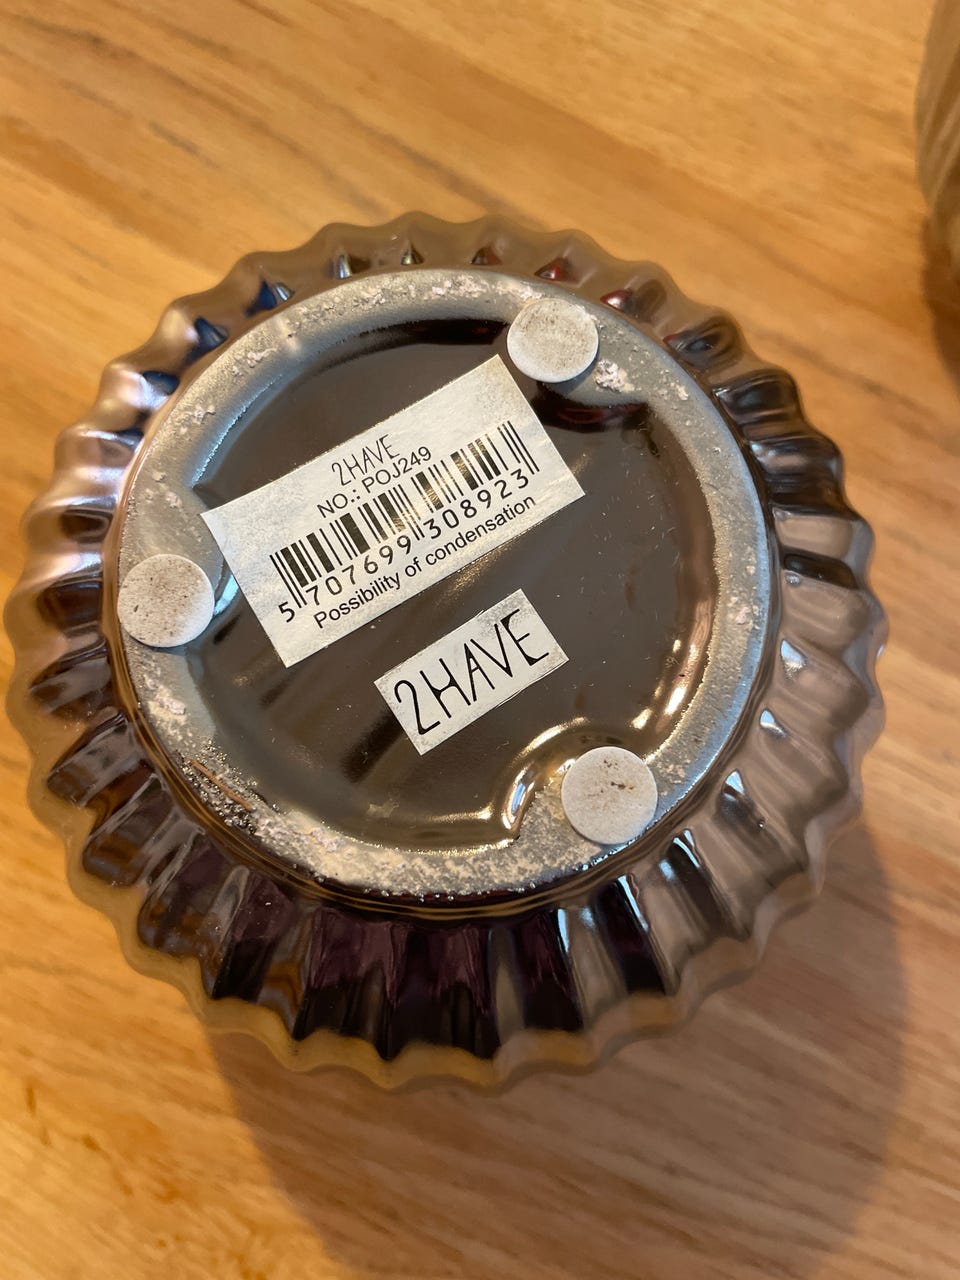 2HAVE
NO.: POJ249
5 707699 308923
Possibility of condensation
2HAVE